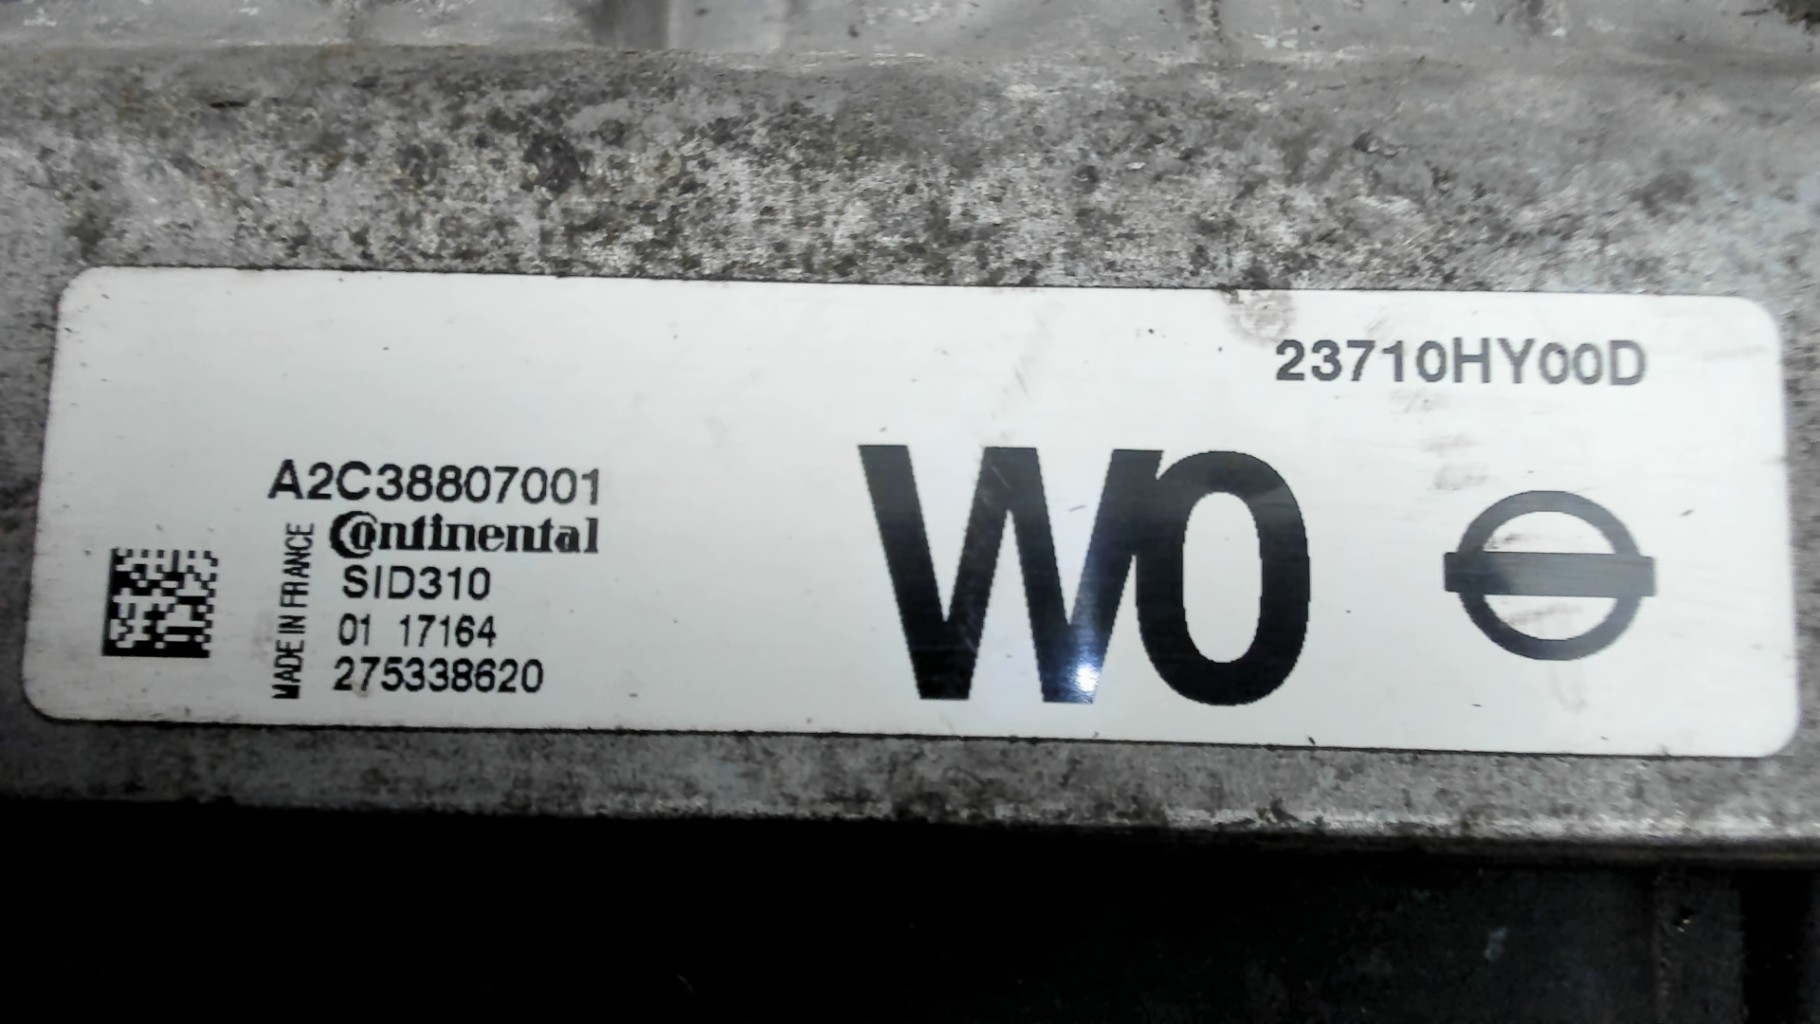 23710HY00D
A2C38807001
Continental
SID310
01 17164
275338620
MADE IN FRANCE
W0